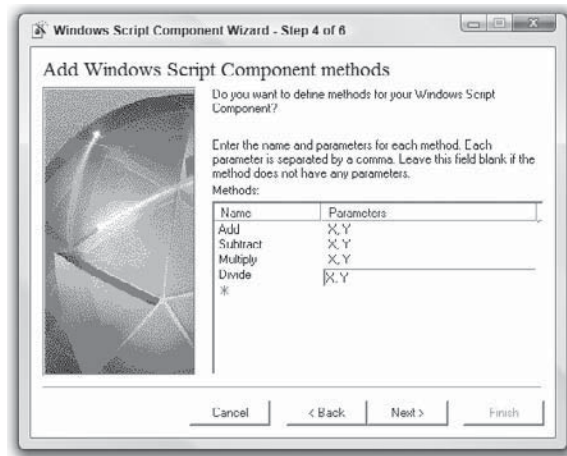 Windows Script Component Wizard - Step 4 of 6
Add Windows Script Component methods
Do you want to define methods for your Windows Script
Component?
Enter the name and parameters for each method. Each
parameter is separated by a comma. Leave this field blank if the
method does not have any parameters.
Methods:
Name Parameters
Add X, Y
Subtract X, Y
Multiply X, Y
Divide X, Y
*
Cancel < Back Next > Finish